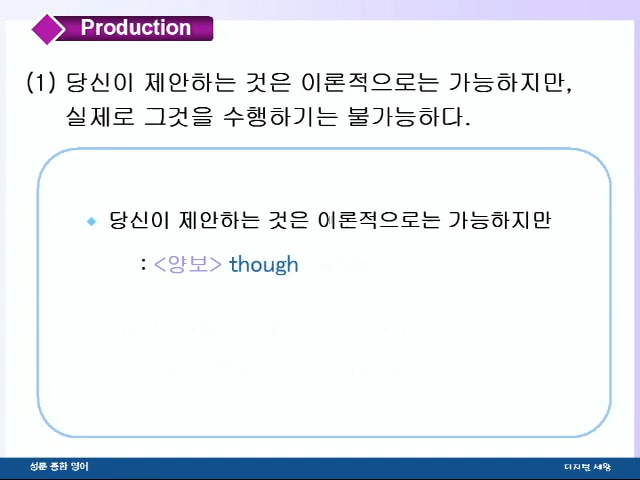 Production
(1) 당신이 제안하는 것은 이론적으로는 가능하지만,
실제로 그것을 수행하기는 불가능하다.
당신이 제안하는 것은 이론적으로는 가능하지만
: <양보> though
성문 종합 영어
디지털 세왕